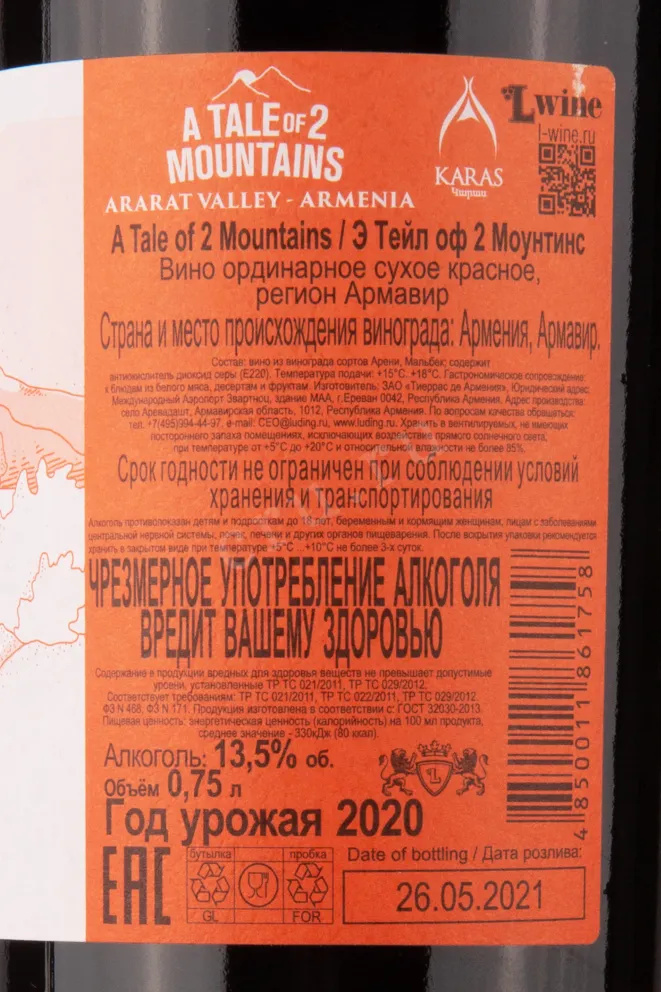 A TALE OF 2
MOUNTAINS
ARARAT VALLEY - ARMENIA
KARAS
Կարաս
Lwine
l-wine.ru
A Tale of 2 Mountains / Э Тейл оф 2 Моунтинс
Вино ординарное сухое красное,
регион Армавир
Страна и место происхождения винограда: Армения, Армавир.
Состав: вино из винограда сортов Арени, Мальбек; содержит
антиокислитель диоксид серы (Е220). Температура подачи: +15°C. +18°C. Гастрономическое сопровождение:
к блюдам из белого мяса, десертам и фруктам. Изготовитель: ЗАО «Тиеррас де Армения», Юридический адрес:
Международный Аэропорт Звартноц, здание МАА, г.Ереван 0042, Республика Армения. Адрес производства:
село Аревадашт, Армавирская область, 1012, Республика Армения. По вопросам качества обращаться:
тел. +7(495)994-44-97, e-mail: CEO@luding.ru, www.luding.ru. Хранить в вентилируемых, не имеющих
постороннего запаха помещениях, исключающих воздействие прямого солнечного света,
при температуре от +5°C до +20°C и относительной влажности не более 85%.
Срок годности не ограничен при соблюдении условий
хранения и транспортирования
Алкоголь противопоказан детям и подросткам до 18 лет, беременным и кормящим женщинам, лицам с заболеваниями
центральной нервной системы, почек, печени и других органов пищеварения. После вскрытия упаковки рекомендуется
хранить в закрытом виде при температуре +5°C ...+10°C не более 3-х суток.
ЧРЕЗМЕРНОЕ УПОТРЕБЛЕНИЕ АЛКОГОЛЯ
ВРЕДИТ ВАШЕМУ ЗДОРОВЬЮ
Содержание в продукции вредных для здоровья веществ не превышает допустимые
уровни, установленные ТР ТС 021/2011, ТР ТС 029/2012.
Соответствует требованиям: ТР ТС 021/2011, ТР ТС 022/2011, ТР ТС 029/2012.
ФЗ N 468, ФЗ N 171. Продукция изготовлена в соответствии с: ГОСТ 32030-2013.
Пищевая ценность: энергетическая ценность (калорийность) на 100 мл продукта,
среднее значение - 330кДж (80 ккал).
Алкоголь: 13,5% об.
Объём 0,75 л
Год урожая 2020
L
4 850011 861758
EAC
бутылка
пробка
GL
FOR
Date of bottling / Дата розлива:
26.05.2021